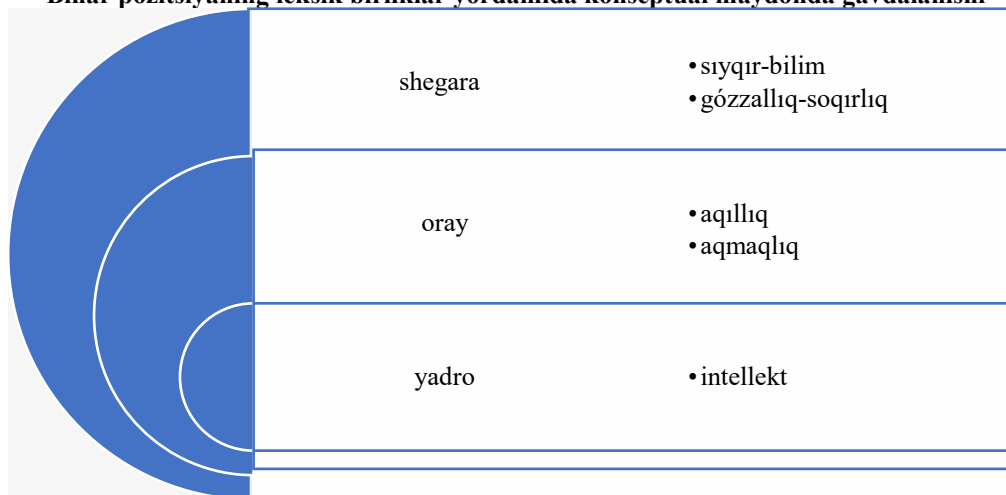 Binar pozitsiyaning leksik birliklar yordamida konseptual maydonda gavdalanishi
shegara
• sıyqır-bilim
• gózzallıq-soqırlıq
oray
• aqıllıq
• aqmaqlıq
yadro
• intellekt